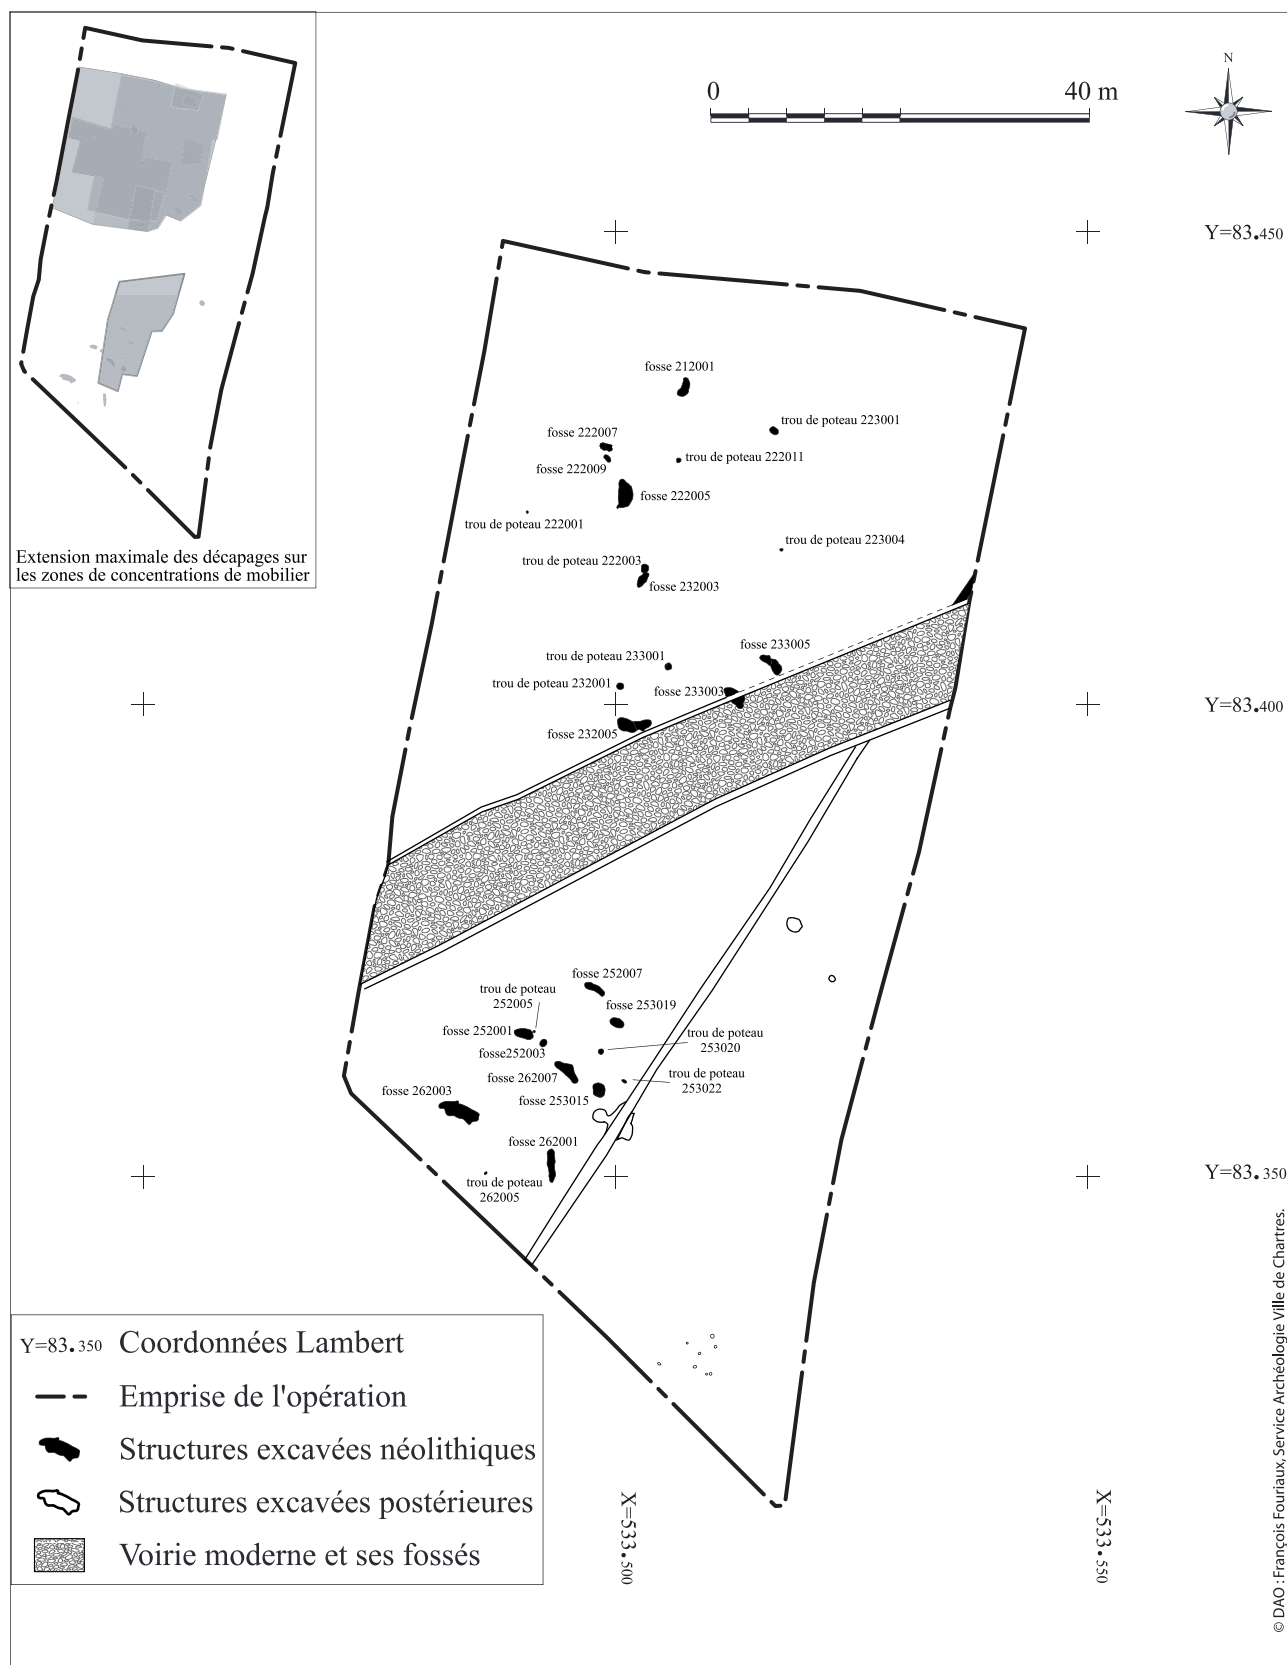 Extension maximale des décapages sur
les zones de concentrations de mobilier
0
40 m
N
Y=83.450
fosse 212001
trou de poteau 223001
fosse 222007
trou de poteau 222011
fosse 222009
fosse 222005
trou de poteau 222001
trou de poteau 223004
trou de poteau 222003
fosse 232003
fosse 233005
trou de poteau 233001
trou de poteau 232001
fosse 233003
Y=83.400
fosse 232005
fosse 252007
trou de poteau
252005
fosse 253019
fosse 252001
trou de poteau
253020
fosse252003
fosse 262007
trou de poteau
253022
fosse 262003
fosse 253015
fosse 262001
Y=83.350
trou de poteau
262005
Y=83.350 Coordonnées Lambert
Emprise de l'opération
Structures excavées néolithiques
Structures excavées postérieures
Voirie moderne et ses fossés
X=533.500
X=533.550
© DAO : François Fouriaux, Service Archéologie Ville de Chartres.